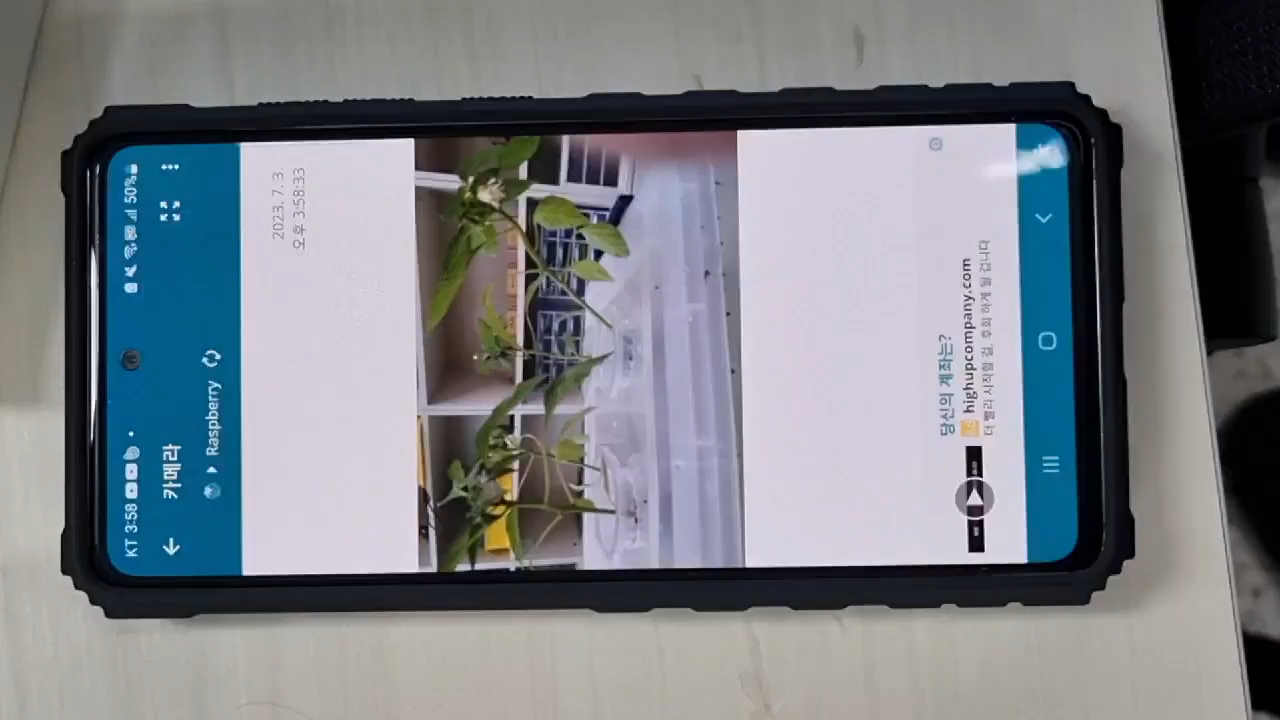 KT 3:58
50%
카메라
Raspberry
2023. 7. 3.
오후 3:58:33
당신의 계좌는?
광고 highupcompany.com
더 빨리 시작할 걸, 후회 하게 될 겁니다